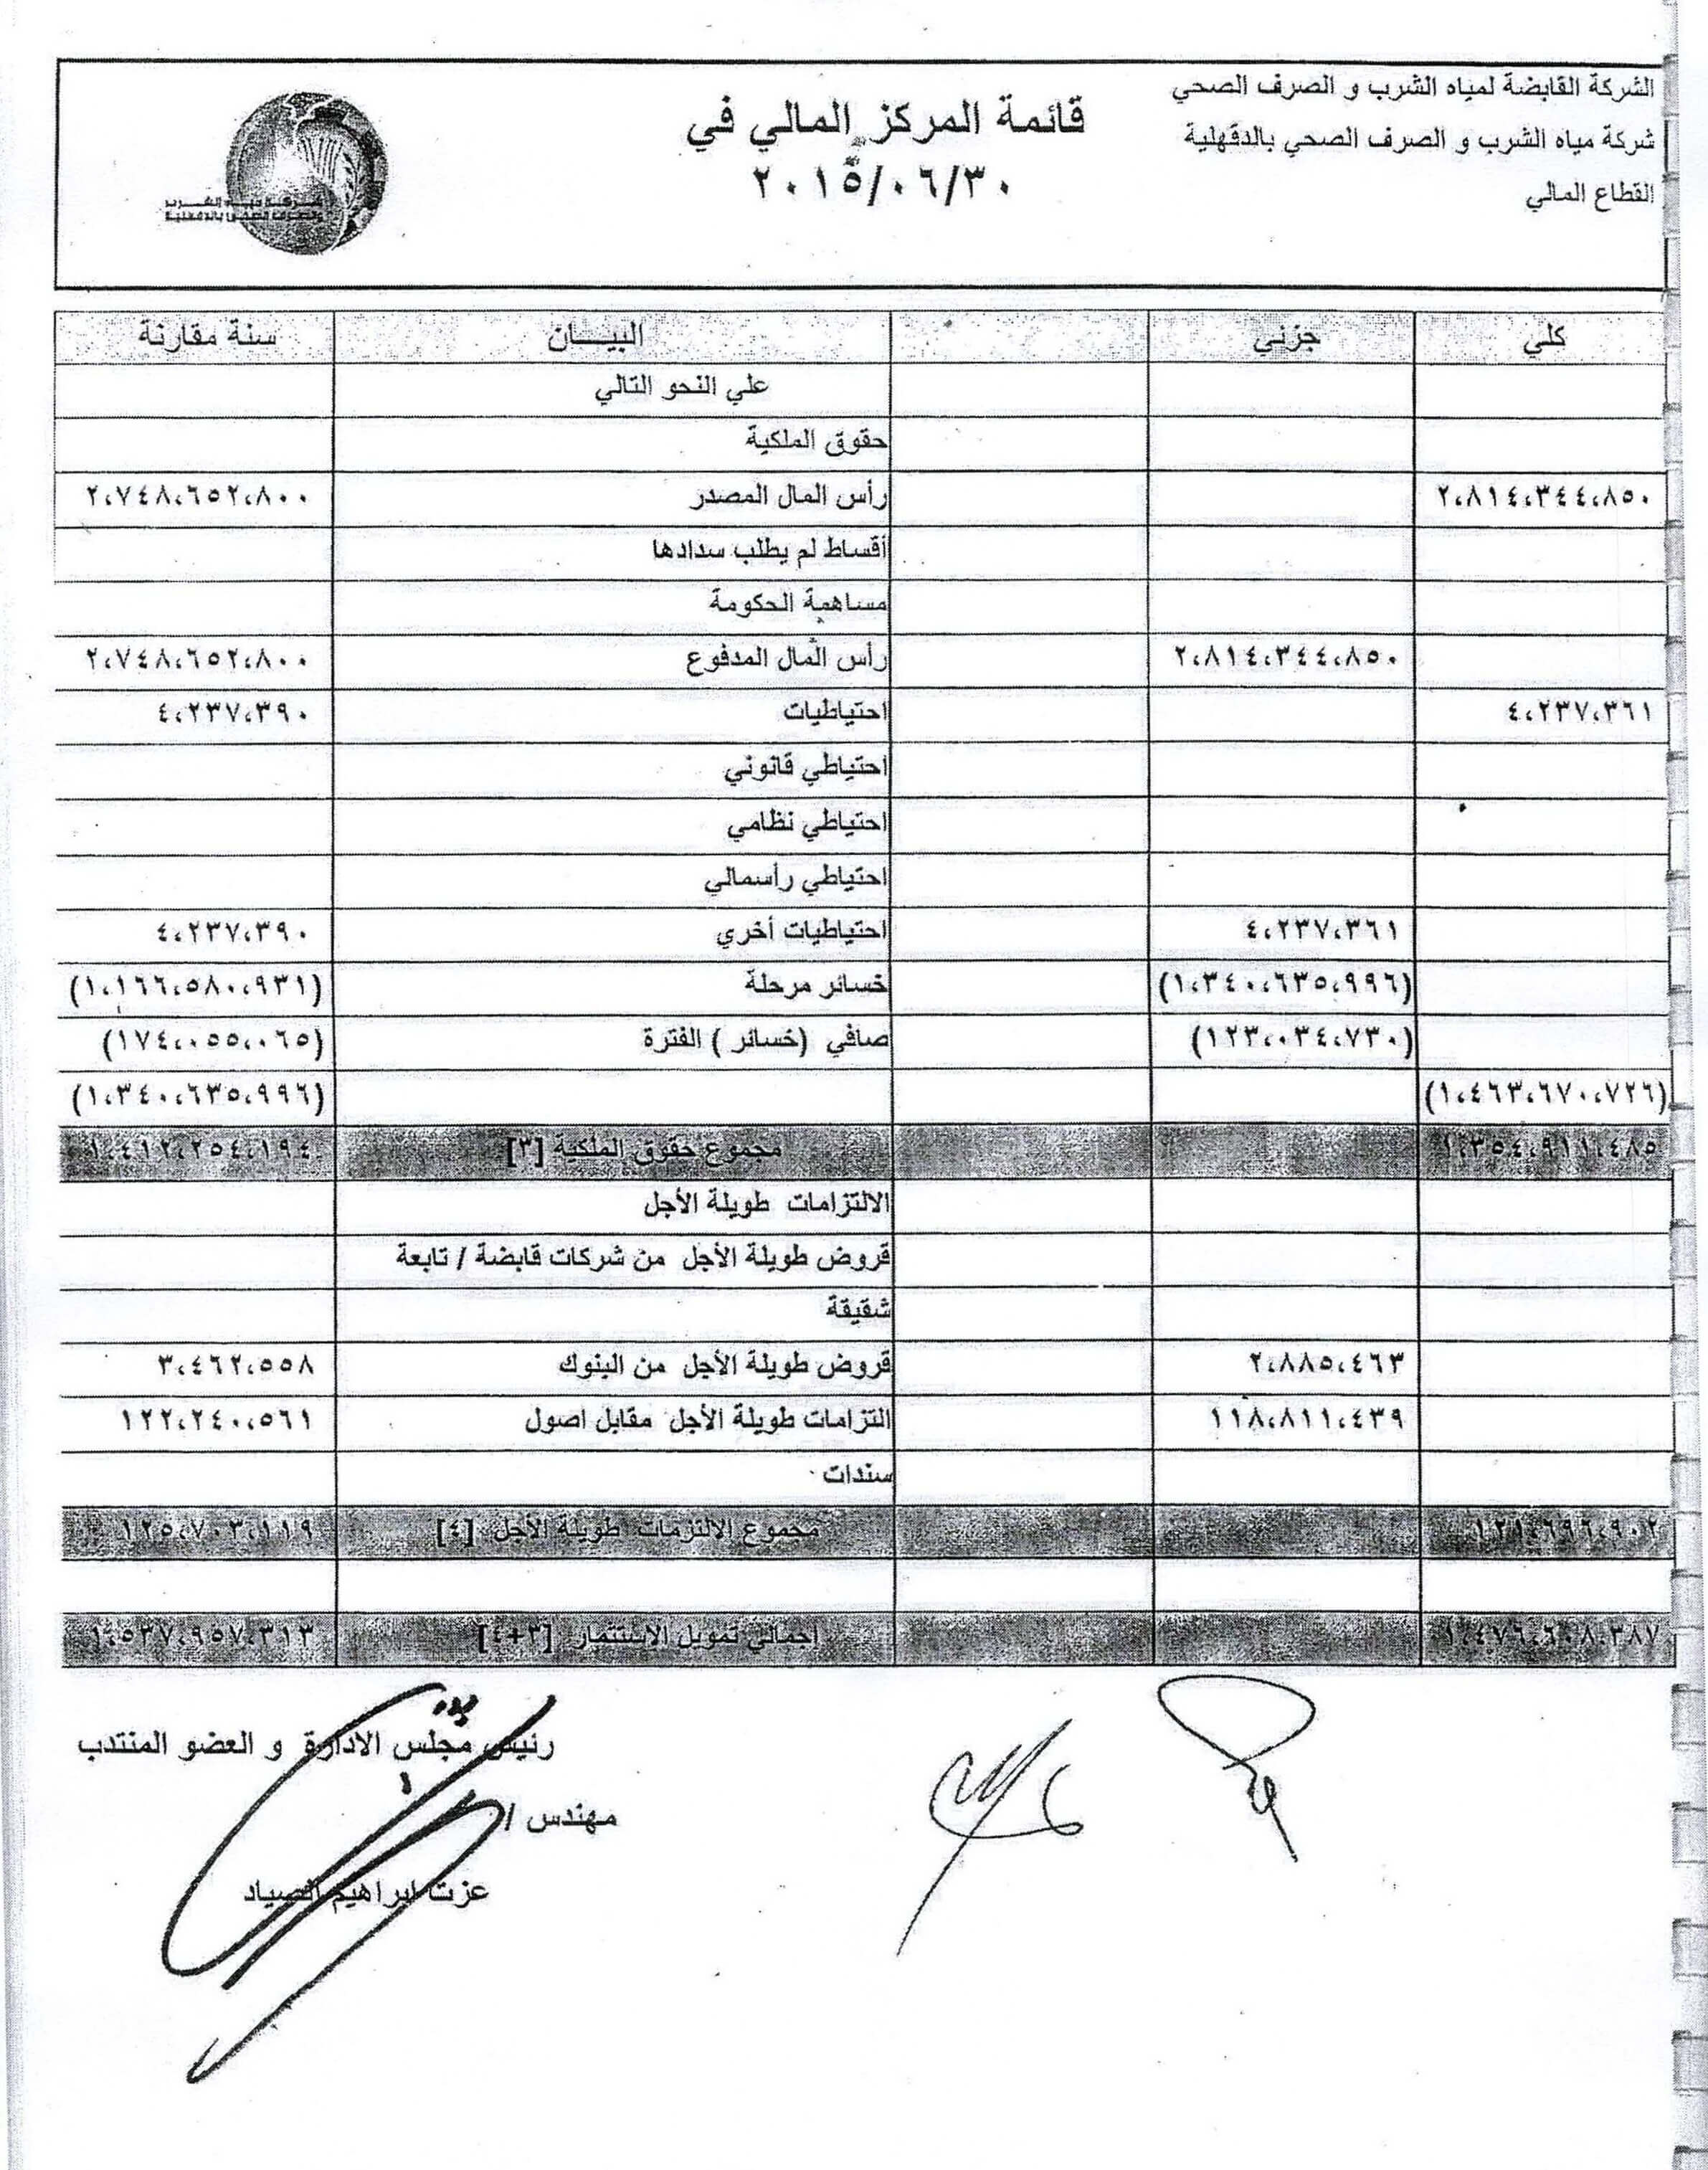 الشركة القابضة لمياه الشرب و الصرف الصحي
شركة مياه الشرب و الصرف الصحي بالدقهلية
القطاع المالي
قائمة المركز المالي في
٢٠١٥/٠٦/٣٠
شركة مياه الشرب
والصرف الصحى بالدقهلية
كلي جزئي البيـــان سنة مقارنة
علي النحو التالي
حقوق الملكية
٢،٨١٤،٣٤٤،٨٥٠ رأس المال المصدر ٢،٧٤٨،٦٥٢،٨٠٠
أقساط لم يطلب سدادها
مساهمة الحكومة
٢،٨١٤،٣٤٤،٨٥٠ رأس المال المدفوع ٢،٧٤٨،٦٥٢،٨٠٠
٤،٢٣٧،٣٦١ احتياطيات ٤،٢٣٧،٣٩٠
احتياطي قانوني
احتياطي نظامي
احتياطي رأسمالي
٤،٢٣٧،٣٦١ احتياطيات أخري ٤،٢٣٧،٣٩٠
(١،٣٤٠،٦٣٥،٩٩٦) خسائر مرحلة (١،١٦٦،٥٨٠،٩٣١)
(١٢٣،٠٣٤،٧٣٠) صافي (خسائر ) الفترة (١٧٤،٠٥٥،٠٦٥)
(١،٤٦٣،٦٧٠،٧٢٦) (١،٣٤٠،٦٣٥،٩٩٦)
١،٣٥٤،٩١١،٤٨٥ مجموع حقوق الملكية [٣] ١،٤١٢،٢٥٤،١٩٤
الالتزامات طويلة الأجل
قروض طويلة الأجل من شركات قابضة / تابعة
شقيقة
٢،٨٨٥،٤٦٣ قروض طويلة الأجل من البنوك ٣،٤٦٢،٥٥٨
١١٨،٨١١،٤٣٩ التزامات طويلة الأجل مقابل اصول ١٢٢،٢٤٠،٥٦١
سندات
١٢١،٦٩٦،٩٠٢ مجموع الالتزمات طويلة الأجل [٤] ١٢٥،٧٠٣،١١٩
١،٤٧٦،٦٠٨،٣٨٧ اجمالي تمويل الاستثمار [٣+٤] ١،٥٣٧،٩٥٧،٣١٣
رئيس مجلس الادارة و العضو المنتدب
مهندس /
عزت ابراهيم الصياد